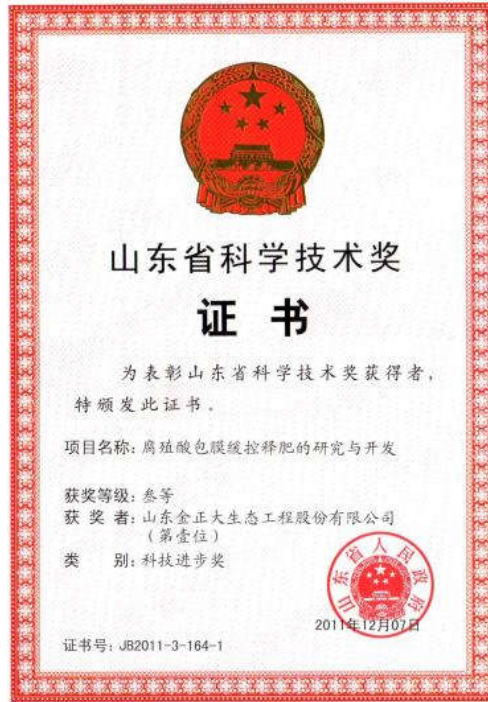 山东省科学技术奖
证书
为表彰山东省科学技术奖获得者，
特颁发此证书．
项目名称：腐殖酸包膜缓控释肥的研究与开发
获奖等级：叁等
获 奖 者：山东金正大生态工程股份有限公司
（第壹位）
类 别：科技进步奖
山东省人民政府
2011年12月07日
证书号：JB2011-3-164-1